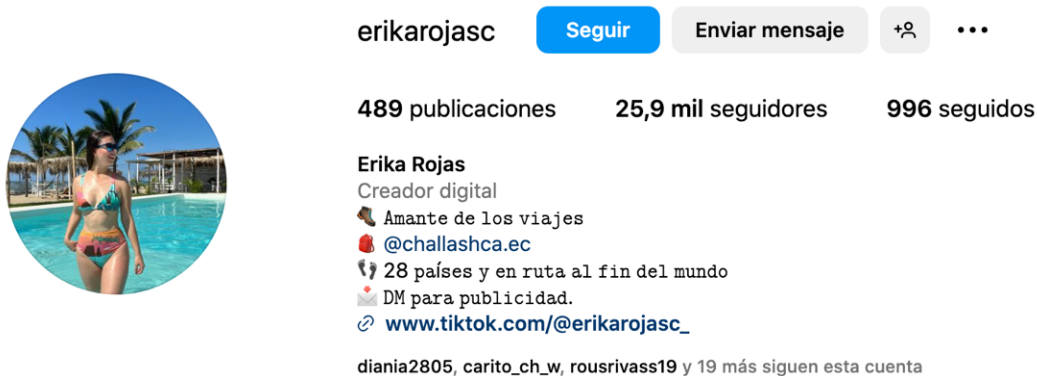 erikarojasc Seguir Enviar mensaje
489 publicaciones 25,9 mil seguidores 996 seguidos
Erika Rojas
Creador digital
🥾 Amante de los viajes
🎒 @challashca.ec
👣 28 países y en ruta al fin del mundo
📩 DM para publicidad.
www.tiktok.com/@erikarojasc_
diania2805, carito_ch_w, rousrivass19 y 19 más siguen esta cuenta